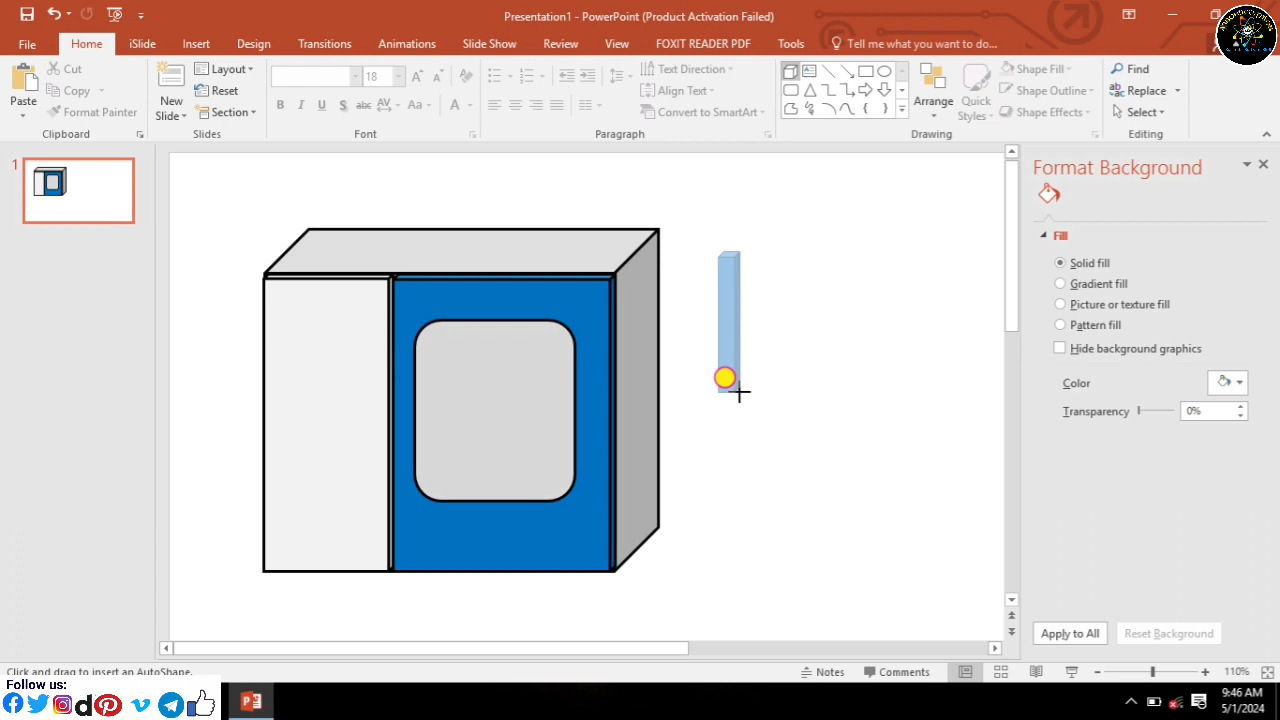 Presentation1 - PowerPoint (Product Activation Failed)
File Home iSlide Insert Design Transitions Animations Slide Show Review View FOXIT READER PDF Tools Tell me what you want to do...
Paste
Cut
Copy
Format Painter
Clipboard
New Slide
Layout
Reset
Section
Slides
18
B I U S abc AV Aa A
Font
Text Direction
Align Text
Convert to SmartArt
Paragraph
Arrange
Quick Styles
Shape Fill
Shape Outline
Shape Effects
Drawing
Find
Replace
Select
Editing
1
Format Background
Fill
Solid fill
Gradient fill
Picture or texture fill
Pattern fill
Hide background graphics
Color
Transparency 0%
Apply to All Reset Background
Click and drag to insert an AutoShape.
Notes Comments 110%
Follow us:
9:46 AM
5/1/2024